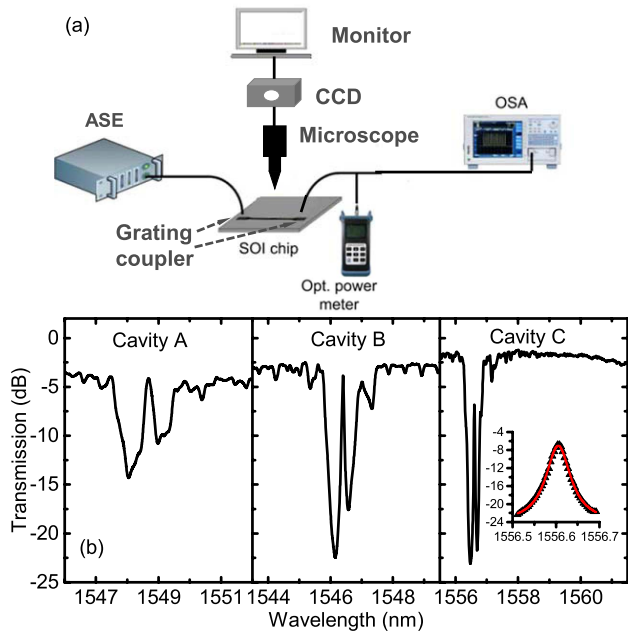 (a)
Monitor
CCD
ASE
OSA
Microscope
Grating
coupler
SOI chip
Opt. power
meter
0
-5
-10
-15
-20
-25
Transmission (dB)
Cavity A
Cavity B
Cavity C
-4
-8
-12
-16
-20
-24
1556.5 1556.6 1556.7
(b)
1547 1549 1551 1544 1546 1548 1556 1558 1560
Wavelength (nm)